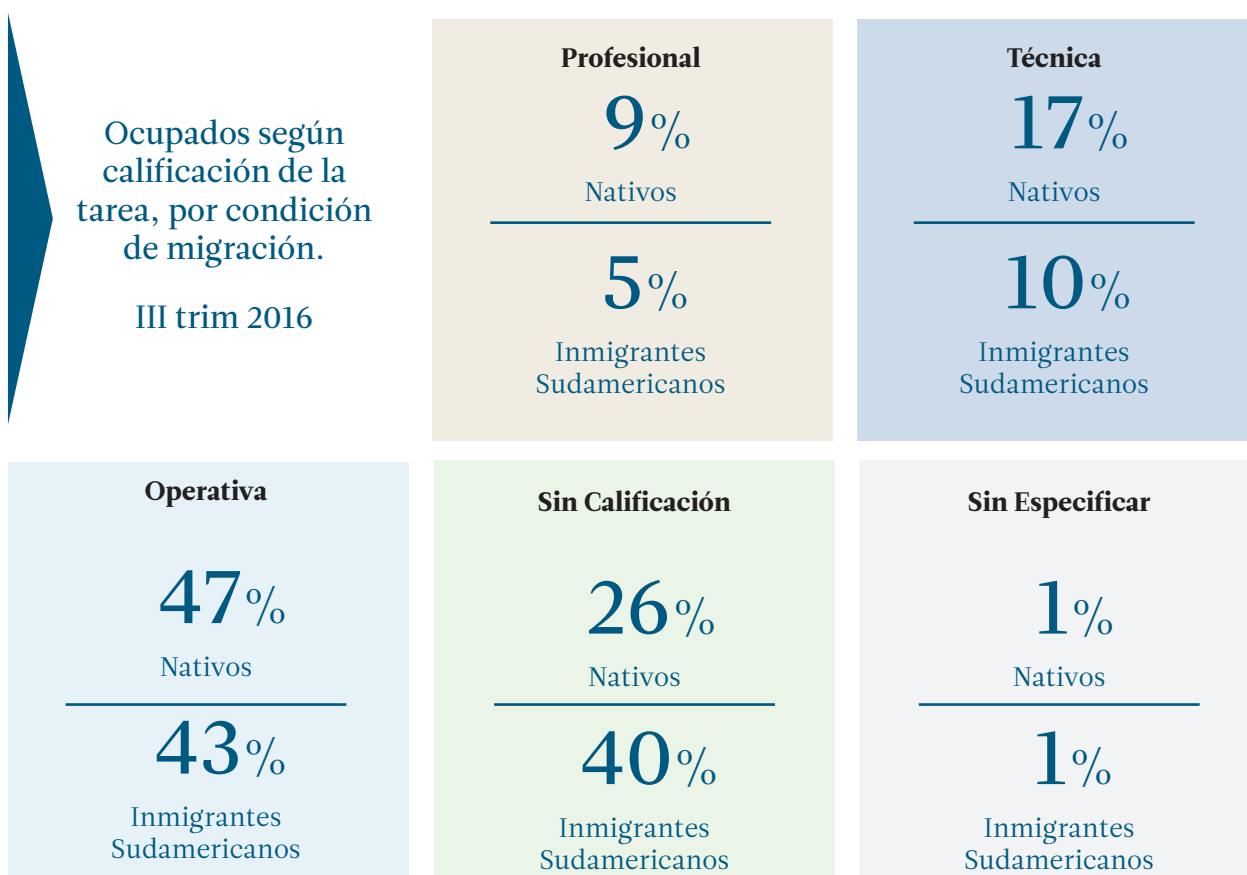 Ocupados según
calificación de la
tarea, por condición
de migración.
III trim 2016
Profesional
9%
Nativos
5%
Inmigrantes
Sudamericanos
Técnica
17%
Nativos
10%
Inmigrantes
Sudamericanos
Operativa
47%
Nativos
43%
Inmigrantes
Sudamericanos
Sin Calificación
26%
Nativos
40%
Inmigrantes
Sudamericanos
Sin Especificar
1%
Nativos
1%
Inmigrantes
Sudamericanos